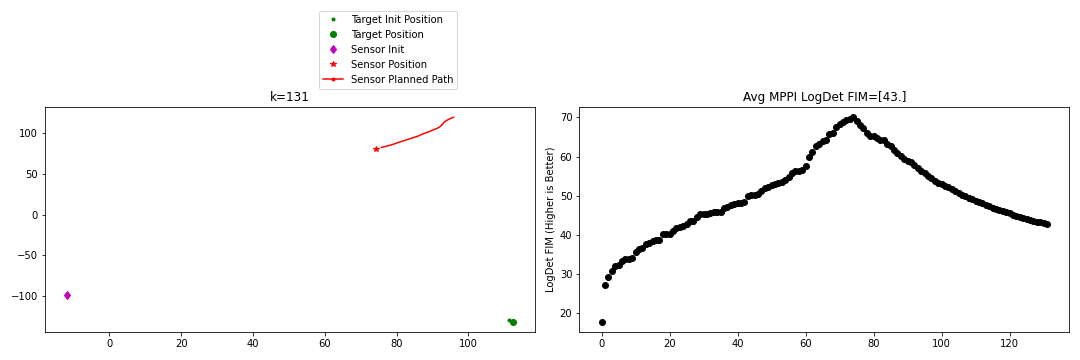 Target Init Position
Target Position
Sensor Init
Sensor Position
Sensor Planned Path
k=131
100
50
0
−50
−100
0 20 40 60 80 100
Avg MPPI LogDet FIM=[43.]
LogDet FIM (Higher is Better)
70
60
50
40
30
20
0 20 40 60 80 100 120